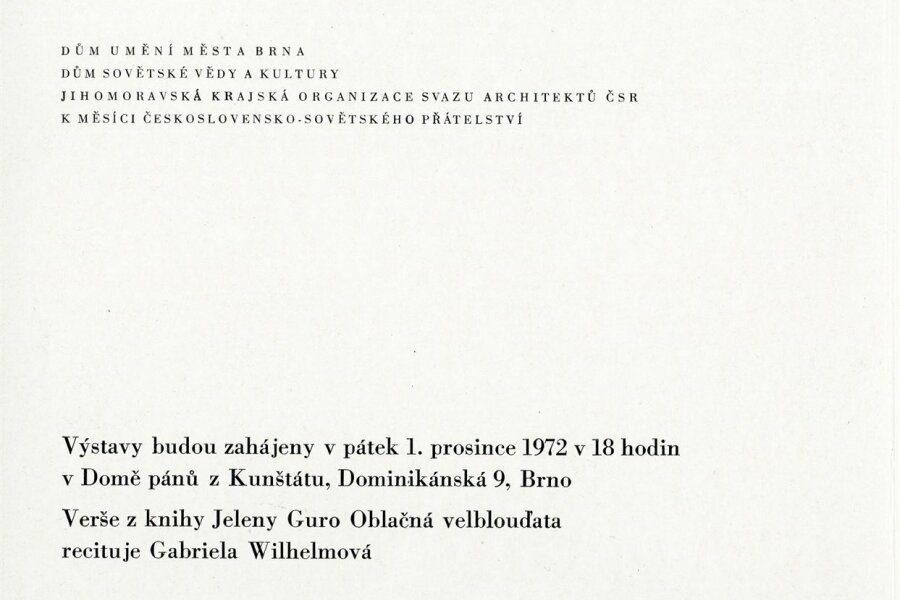 DŮM UMĚNÍ MĚSTA BRNA
DŮM SOVĚTSKÉ VĚDY A KULTURY
JIHOMORAVSKÁ KRAJSKÁ ORGANIZACE SVAZU ARCHITEKTŮ ČSR
K MĚSÍCI ČESKOSLOVENSKO-SOVĚTSKÉHO PŘÁTELSTVÍ
Výstavy budou zahájeny v pátek 1. prosince 1972 v 18 hodin
v Domě pánů z Kunštátu, Dominikánská 9, Brno
Verše z knihy Jeleny Guro Oblačná velblouďata
recituje Gabriela Wilhelmová